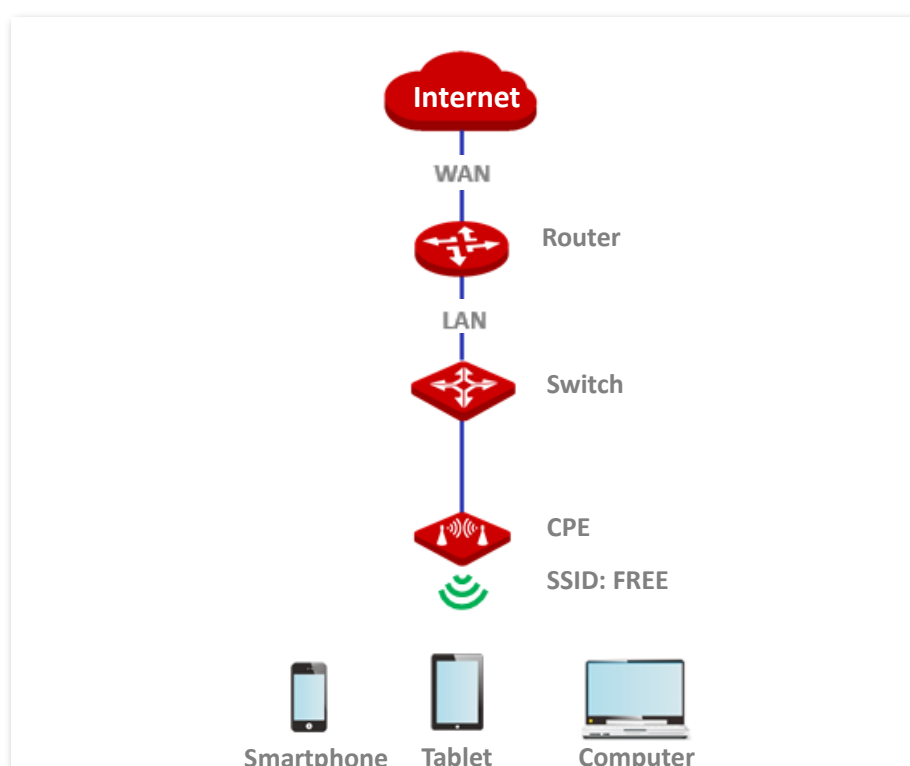 Internet
WAN
Router
LAN
Switch
CPE
SSID: FREE
Smartphone Tablet Computer